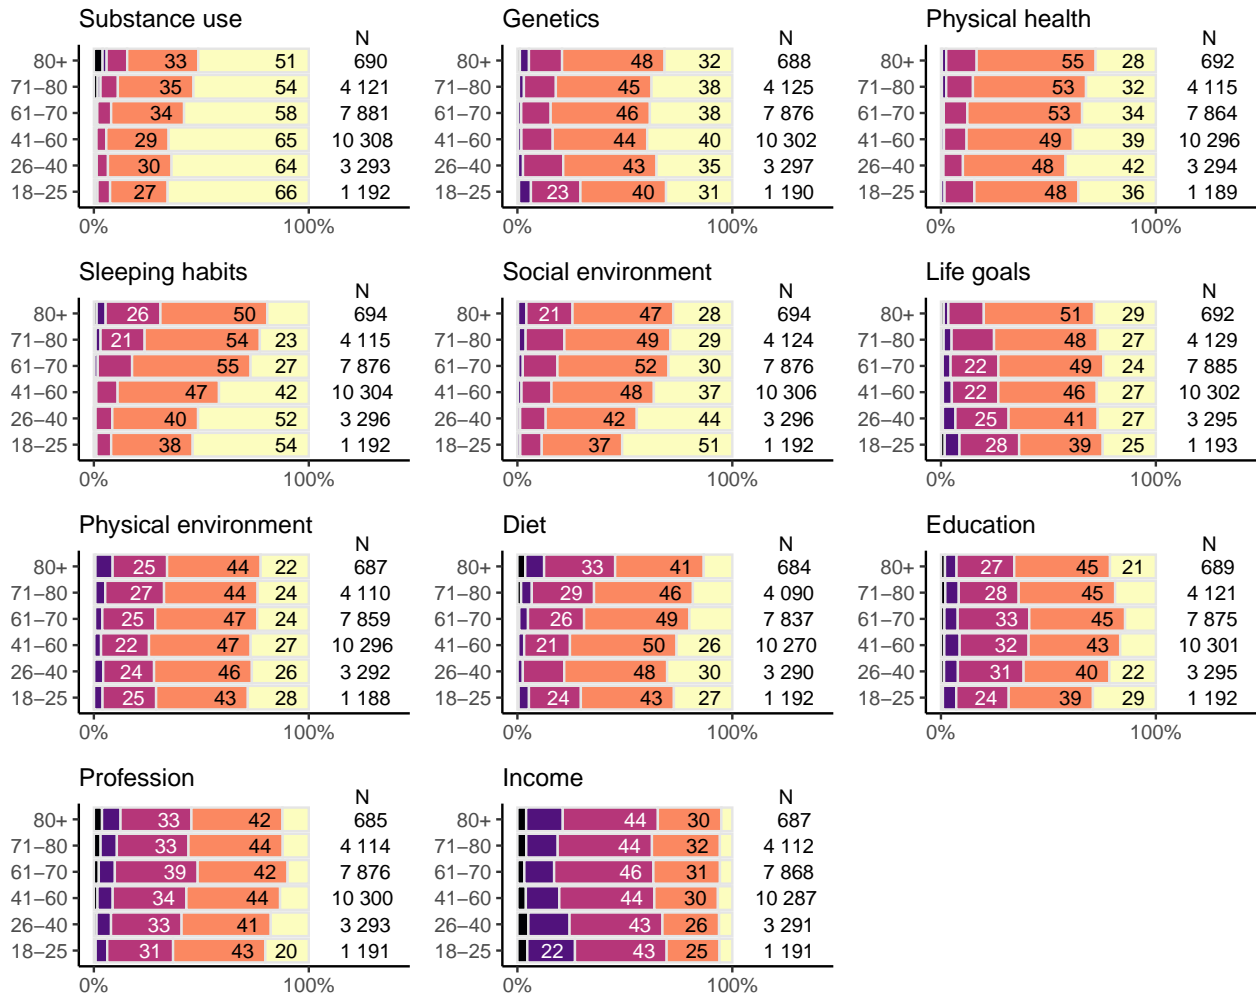 Substance use
N
80+ 33 51 690
71–80 35 54 4 121
61–70 34 58 7 881
41–60 29 65 10 308
26–40 30 64 3 293
18–25 27 66 1 192
0% 100%
Genetics
N
80+ 48 32 688
71–80 45 38 4 125
61–70 46 38 7 876
41–60 44 40 10 302
26–40 43 35 3 297
18–25 23 40 31 1 190
0% 100%
Physical health
N
80+ 55 28 692
71–80 53 32 4 115
61–70 53 34 7 864
41–60 49 39 10 296
26–40 48 42 3 294
18–25 48 36 1 189
0% 100%
Sleeping habits
N
80+ 26 50 694
71–80 21 54 23 4 115
61–70 55 27 7 876
41–60 47 42 10 304
26–40 40 52 3 296
18–25 38 54 1 192
0% 100%
Social environment
N
80+ 21 47 28 694
71–80 49 29 4 124
61–70 52 30 7 876
41–60 48 37 10 306
26–40 42 44 3 296
18–25 37 51 1 192
0% 100%
Life goals
N
80+ 51 29 692
71–80 48 27 4 129
61–70 22 49 24 7 885
41–60 22 46 27 10 302
26–40 25 41 27 3 295
18–25 28 39 25 1 193
0% 100%
Physical environment
N
80+ 25 44 22 687
71–80 27 44 24 4 110
61–70 25 47 24 7 859
41–60 22 47 27 10 296
26–40 24 46 26 3 292
18–25 25 43 28 1 188
0% 100%
Diet
N
80+ 33 41 684
71–80 29 46 4 090
61–70 26 49 7 837
41–60 21 50 26 10 270
26–40 48 30 3 290
18–25 24 43 27 1 192
0% 100%
Education
N
80+ 27 45 21 689
71–80 28 45 4 121
61–70 33 45 7 875
41–60 32 43 10 301
26–40 31 40 22 3 295
18–25 24 39 29 1 192
0% 100%
Profession
N
80+ 33 42 685
71–80 33 44 4 114
61–70 39 42 7 876
41–60 34 44 10 300
26–40 33 41 3 293
18–25 31 43 20 1 191
0% 100%
Income
N
80+ 44 30 687
71–80 44 32 4 112
61–70 46 31 7 868
41–60 44 30 10 287
26–40 43 26 3 291
18–25 22 43 25 1 191
0% 100%